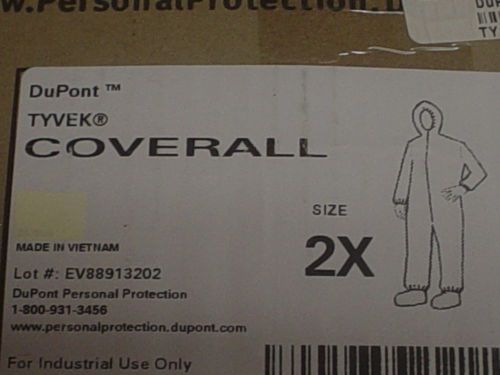 w.PersonalProtection.D
DuPont ™
TYVEK®
COVERALL
SIZE
2X
MADE IN VIETNAM
Lot #: EV88913202
DuPont Personal Protection
1-800-931-3456
www.personalprotection.dupont.com
For Industrial Use Only